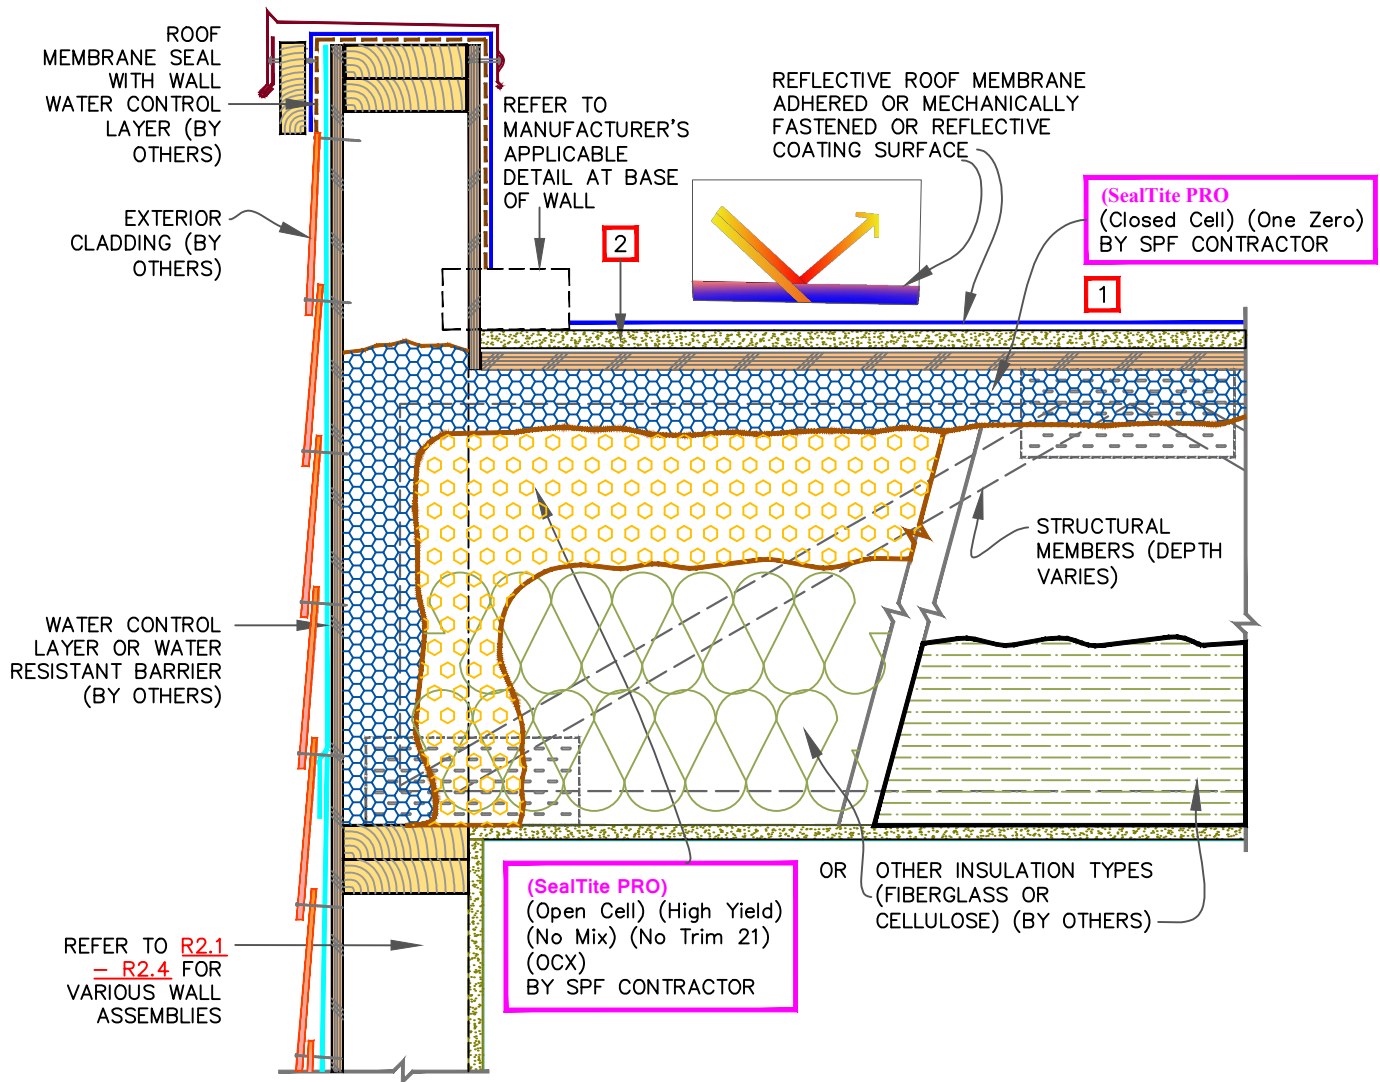 ROOF
MEMBRANE SEAL
WITH WALL
WATER CONTROL
LAYER (BY
OTHERS)
EXTERIOR
CLADDING (BY
OTHERS)
REFER TO
MANUFACTURER'S
APPLICABLE
DETAIL AT BASE
OF WALL
2
REFLECTIVE ROOF MEMBRANE
ADHERED OR MECHANICALLY
FASTENED OR REFLECTIVE
COATING SURFACE
(SealTite PRO
(Closed Cell) (One Zero)
BY SPF CONTRACTOR
1
STRUCTURAL
MEMBERS (DEPTH
VARIES)
WATER CONTROL
LAYER OR WATER
RESISTANT BARRIER
(BY OTHERS)
(SealTite PRO)
(Open Cell) (High Yield)
(No Mix) (No Trim 21)
(OCX)
BY SPF CONTRACTOR
OR OTHER INSULATION TYPES
(FIBERGLASS OR
CELLULOSE) (BY OTHERS)
REFER TO R2.1
– R2.4 FOR
VARIOUS WALL
ASSEMBLIES